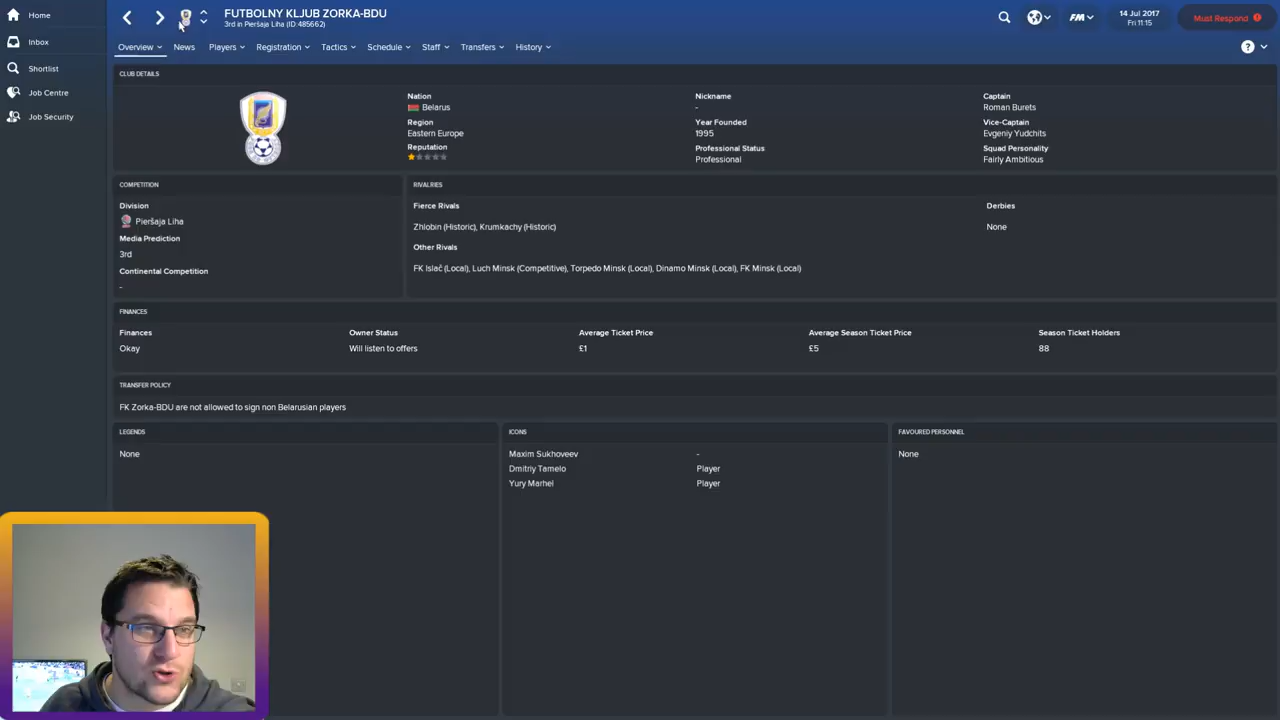 Home
Inbox
Shortlist
Job Centre
Job Security
FUTBOLNY KLJUB ZORKA-BDU
3rd in Pieršaja Liha (ID:485662)
FM
14 Jul 2017
Fri 11:15
Must Respond
Overview News Players Registration Tactics Schedule Staff Transfers History
CLUB DETAILS
Nation
Belarus
Region
Eastern Europe
Reputation
Nickname
-
Year Founded
1995
Professional Status
Professional
Captain
Roman Burets
Vice-Captain
Evgeniy Yudchits
Squad Personality
Fairly Ambitious
COMPETITION
Division
Pieršaja Liha
Media Prediction
3rd
Continental Competition
-
RIVALRIES
Fierce Rivals
Zhlobin (Historic), Krumkachy (Historic)
Other Rivals
FK Islač (Local), Luch Minsk (Competitive), Torpedo Minsk (Local), Dinamo Minsk (Local), FK Minsk (Local)
Derbies
None
FINANCES
Finances Owner Status Average Ticket Price Average Season Ticket Price Season Ticket Holders
Okay Will listen to offers £1 £5 88
TRANSFER POLICY
FK Zorka-BDU are not allowed to sign non Belarusian players
LEGENDS
None
ICONS
Maxim Sukhoveev -
Dmitriy Tamelo Player
Yury Marhel Player
FAVOURED PERSONNEL
None